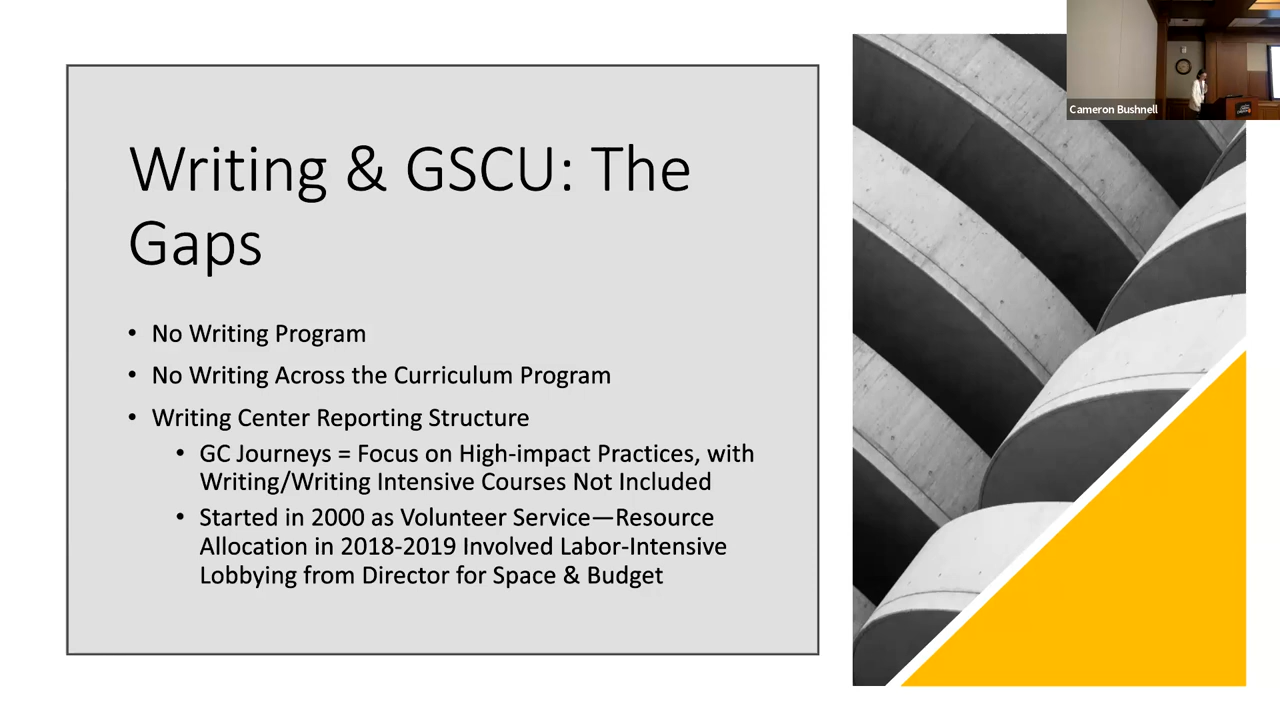 Writing & GSCU: The
Gaps
• No Writing Program
• No Writing Across the Curriculum Program
• Writing Center Reporting Structure
• GC Journeys = Focus on High-impact Practices, with
Writing/Writing Intensive Courses Not Included
• Started in 2000 as Volunteer Service—Resource
Allocation in 2018-2019 Involved Labor-Intensive
Lobbying from Director for Space & Budget
Cameron Bushnell